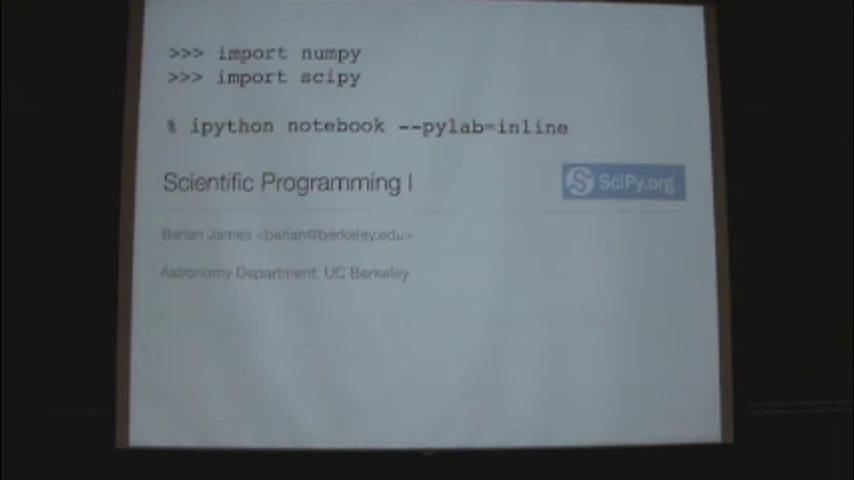 >>> import numpy
>>> import scipy
% ipython notebook --pylab=inline
Scientific Programming I
SciPy.org
Berian James <berian@berkeley.edu>
Astronomy Department, UC Berkeley